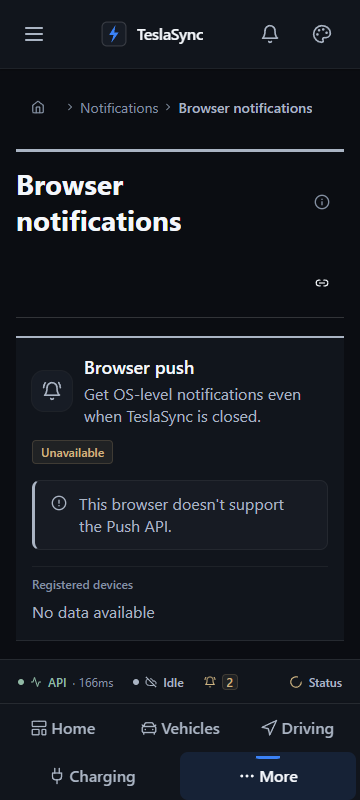 TeslaSync
Notifications > Browser notifications
Browser
notifications
Browser push
Get OS-level notifications even
when TeslaSync is closed.
Unavailable
This browser doesn't support
the Push API.
Registered devices
No data available
API · 166ms Idle 2 Status
Home Vehicles Driving
Charging More